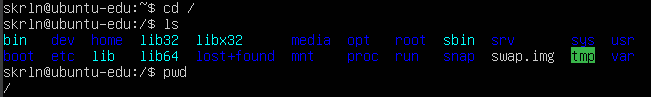 skrln@ubuntu-edu:~$ cd /
skrln@ubuntu-edu:/$ ls
bin dev home lib32 libx32 media opt root sbin srv sys usr
boot etc lib lib64 lost+found mnt proc run snap swap.img tmp var
skrln@ubuntu-edu:/$ pwd
/